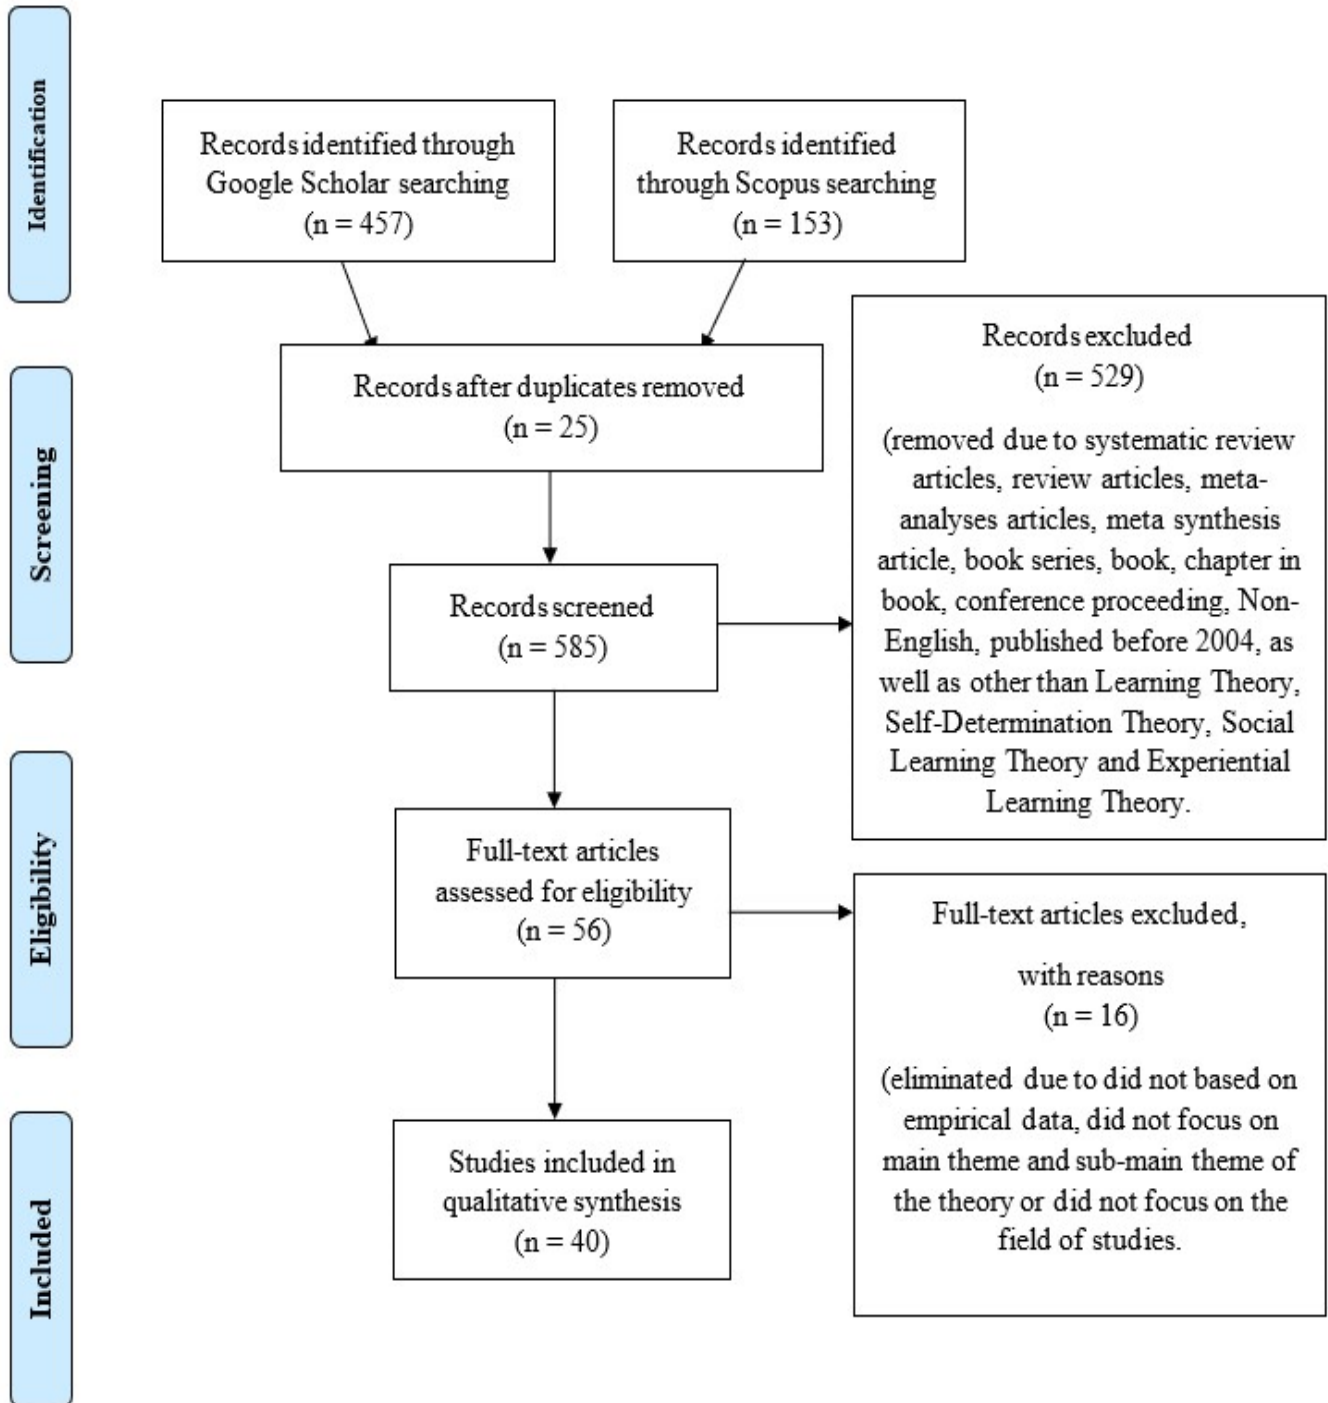 Identification
Records identified through
Google Scholar searching
(n = 457)
Records identified
through Scopus searching
(n = 153)
Screening
Records after duplicates removed
(n = 25)
Records screened
(n = 585)
Records excluded
(n = 529)
(removed due to systematic review
articles, review articles, meta-
analyses articles, meta synthesis
article, book series, book, chapter in
book, conference proceeding, Non-
English, published before 2004, as
well as other than Learning Theory,
Self-Determination Theory, Social
Learning Theory and Experiential
Learning Theory.
Eligibility
Full-text articles
assessed for eligibility
(n = 56)
Full-text articles excluded,
with reasons
(n = 16)
(eliminated due to did not based on
empirical data, did not focus on
main theme and sub-main theme of
the theory or did not focus on the
field of studies.
Included
Studies included in
qualitative synthesis
(n = 40)